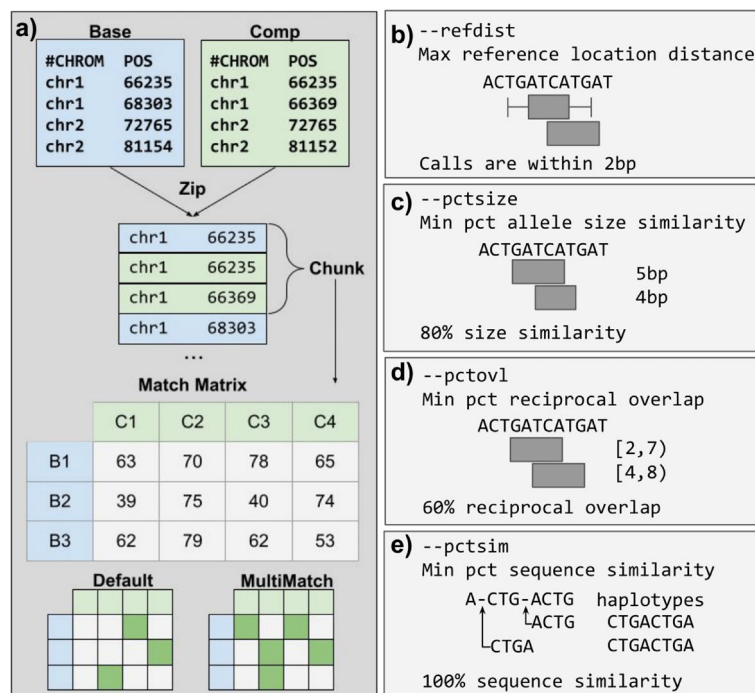 a)
Base
#CHROM POS
chr1 66235
chr1 68303
chr2 72765
chr2 81154
Comp
#CHROM POS
chr1 66235
chr1 66369
chr2 72765
chr2 81152
Zip
chr1 66235
chr1 66235
chr1 66369
chr1 68303
...
Chunk
Match Matrix
C1 C2 C3 C4
B1 63 70 78 65
B2 39 75 40 74
B3 62 79 62 53
Default
MultiMatch
b) --refdist
Max reference location distance
ACTGATCATGAT
Calls are within 2bp
c) --pctsize
Min pct allele size similarity
ACTGATCATGAT
5bp
4bp
80% size similarity
d) --pctovl
Min pct reciprocal overlap
ACTGATCATGAT
[2,7)
[4,8)
60% reciprocal overlap
e) --pctsim
Min pct sequence similarity
A-CTG-ACTG haplotypes
ACTG CTGACTGA
CTGA CTGACTGA
100% sequence similarity